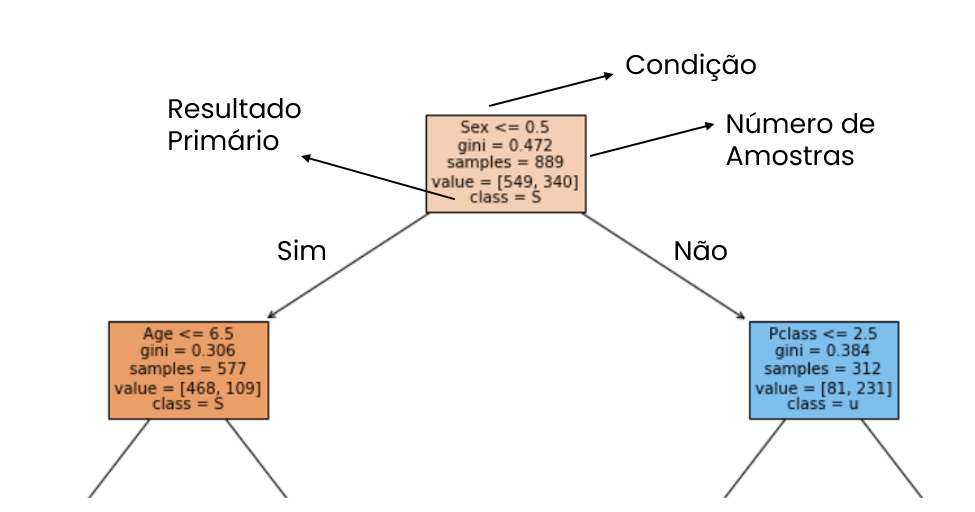 Condição
Resultado
Primário
Número de
Amostras
Sex <= 0.5
gini = 0.472
samples = 889
value = [549, 340]
class = S
Sim
Não
Age <= 6.5
gini = 0.306
samples = 577
value = [468, 109]
class = S
Pclass <= 2.5
gini = 0.384
samples = 312
value = [81, 231]
class = u